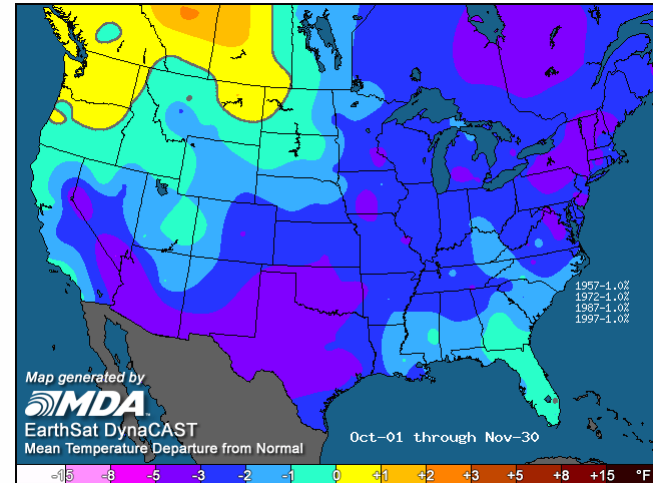 1957-1.0%
1972-1.0%
1987-1.0%
1997-1.0%
Map generated by
MDA
EarthSat DynaCAST
Mean Temperature Departure from Normal
Oct-01 through Nov-30
-15 -8 -5 -3 -2 -1 0 +1 +2 +3 +5 +8 +15 °F